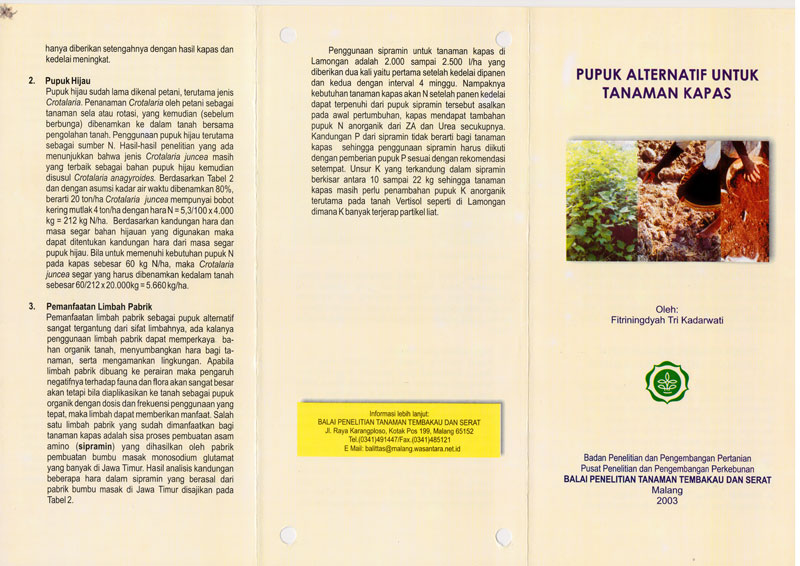 hanya diberikan setengahnya dengan hasil kapas dan
kedelai meningkat.
2. Pupuk Hijau
Pupuk hijau sudah lama dikenal petani, terutama jenis
Crotalaria. Penanaman Crotalaria oleh petani sebagai
tanaman sela atau rotasi, yang kemudian (sebelum
berbunga) dibenamkan ke dalam tanah bersama
pengolahan tanah. Penggunaan pupuk hijau terutama
sebagai sumber N. Hasil-hasil penelitian yang ada
menunjukkan bahwa jenis Crotalaria juncea masih
yang terbaik sebagai bahan pupuk hijau kemudian
disusul Crotalaria anagyroides. Berdasarkan Tabel 2
dan dengan asumsi kadar air waktu dibenamkan 80%,
berarti 20 ton/ha Crotalaria juncea mempunyai bobot
kering mutlak 4 ton/ha dengan hara N = 5,3/100 x 4.000
kg = 212 kg N/ha. Berdasarkan kandungan hara dan
masa segar bahan hijauan yang digunakan maka
dapat ditentukan kandungan hara dari masa segar
pupuk hijau. Bila untuk memenuhi kebutuhan pupuk N
pada kapas sebesar 60 kg N/ha, maka Crotalaria
juncea segar yang harus dibenamkan kedalam tanah
sebesar 60/212 x 20.000kg = 5.660 kg/ha.
3. Pemanfaatan Limbah Pabrik
Pemanfaatan limbah pabrik sebagai pupuk alternatif
sangat tergantung dari sifat limbahnya, ada kalanya
penggunaan limbah pabrik dapat memperkaya ba-
han organik tanah, menyumbangkan hara bagi ta-
naman, serta mengamankan lingkungan. Apabila
limbah pabrik dibuang ke perairan maka pengaruh
negatifnya terhadap fauna dan flora akan sangat besar
akan tetapi bila diaplikasikan ke tanah sebagai pupuk
organik dengan dosis dan frekuensi penggunaan yang
tepat, maka limbah dapat memberikan manfaat. Salah
satu limbah pabrik yang sudah dimanfaatkan bagi
tanaman kapas adalah sisa proses pembuatan asam
amino (sipramin) yang dihasilkan oleh pabrik
pembuatan bumbu masak monosodium glutamat
yang banyak di Jawa Timur. Hasil analisis kandungan
beberapa hara dalam sipramin yang berasal dari
pabrik bumbu masak di Jawa Timur disajikan pada
Tabel 2.
Penggunaan sipramin untuk tanaman kapas di
Lamongan adalah 2.000 sampai 2.500 l/ha yang
diberikan dua kali yaitu pertama setelah kedelai dipanen
dan kedua dengan interval 4 minggu. Nampaknya
kebutuhan tanaman kapas akan N setelah panen kedelai
dapat terpenuhi dari pupuk sipramin tersebut asalkan
pada awal pertumbuhan, kapas mendapat tambahan
pupuk N anorganik dari ZA dan Urea secukupnya.
Kandungan P dari sipramin tidak berarti bagi tanaman
kapas sehingga penggunaan sipramin harus diikuti
dengan pemberian pupuk P sesuai dengan rekomendasi
setempat. Unsur K yang terkandung dalam sipramin
berkisar antara 10 sampai 22 kg sehingga tanaman
kapas masih perlu penambahan pupuk K anorganik
terutama pada tanah Vertisol seperti di Lamongan
dimana K banyak terjerap partikel liat.
Informasi lebih lanjut:
BALAI PENELITIAN TANAMAN TEMBAKAU DAN SERAT
Jl. Raya Karangploso, Kotak Pos 199, Malang 65152
Tel.(0341)491447/Fax.(0341)485121
E Mail: balittas@malang.wasantara.net.id
PUPUK ALTERNATIF UNTUK
TANAMAN KAPAS
Oleh:
Fitriningdyah Tri Kadarwati
Badan Penelitian dan Pengembangan Pertanian
Pusat Penelitian dan Pengembangan Perkebunan
BALAI PENELITIAN TANAMAN TEMBAKAU DAN SERAT
Malang
2003